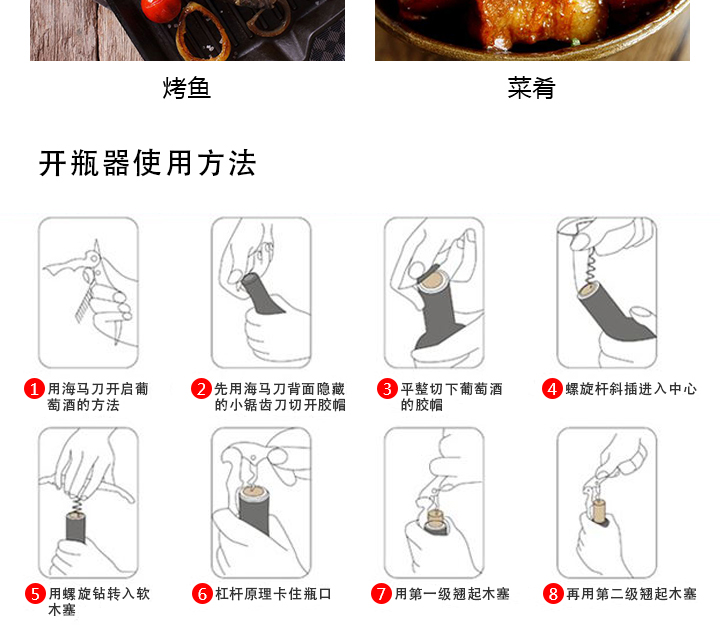 烤鱼
菜肴
开瓶器使用方法
1 用海马刀开启葡
萄酒的方法
2 先用海马刀背面隐藏
的小锯齿刀切开胶帽
3 平整切下葡萄酒
的胶帽
4 螺旋杆斜插进入中心
5 用螺旋钻转入软
木塞
6 杠杆原理卡住瓶口
7 用第一级翘起木塞
8 再用第二级翘起木塞